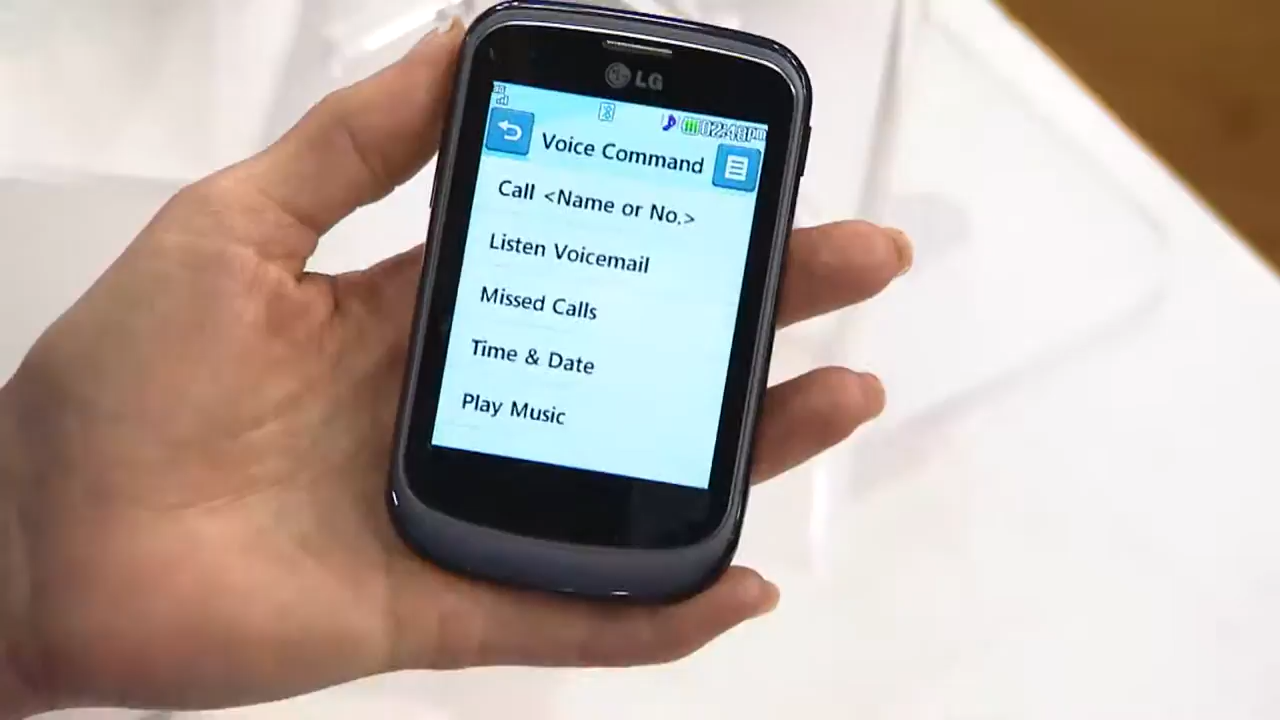 LG
02:48pm
Voice Command
Call <Name or No.>
Listen Voicemail
Missed Calls
Time & Date
Play Music